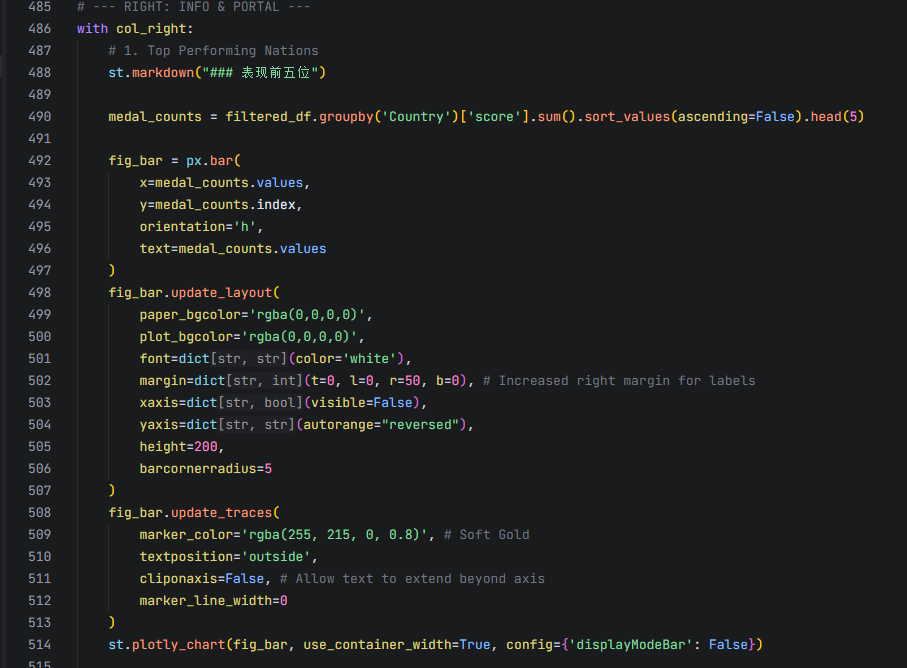 485 # --- RIGHT: INFO & PORTAL ---
486 with col_right:
487     # 1. Top Performing Nations
488     st.markdown("### 表现前五位")
489
490     medal_counts = filtered_df.groupby('Country')['score'].sum().sort_values(ascending=False).head(5)
491
492     fig_bar = px.bar(
493         x=medal_counts.values,
494         y=medal_counts.index,
495         orientation='h',
496         text=medal_counts.values
497     )
498     fig_bar.update_layout(
499         paper_bgcolor='rgba(0,0,0,0)',
500         plot_bgcolor='rgba(0,0,0,0)',
501         font=dict[str, str](color='white'),
502         margin=dict[str, int](t=0, l=0, r=50, b=0), # Increased right margin for labels
503         xaxis=dict[str, bool](visible=False),
504         yaxis=dict[str, str](autorange="reversed"),
505         height=200,
506         barcornerradius=5
507     )
508     fig_bar.update_traces(
509         marker_color='rgba(255, 215, 0, 0.8)', # Soft Gold
510         textposition='outside',
511         cliponaxis=False, # Allow text to extend beyond axis
512         marker_line_width=0
513     )
514     st.plotly_chart(fig_bar, use_container_width=True, config={'displayModeBar': False})
515